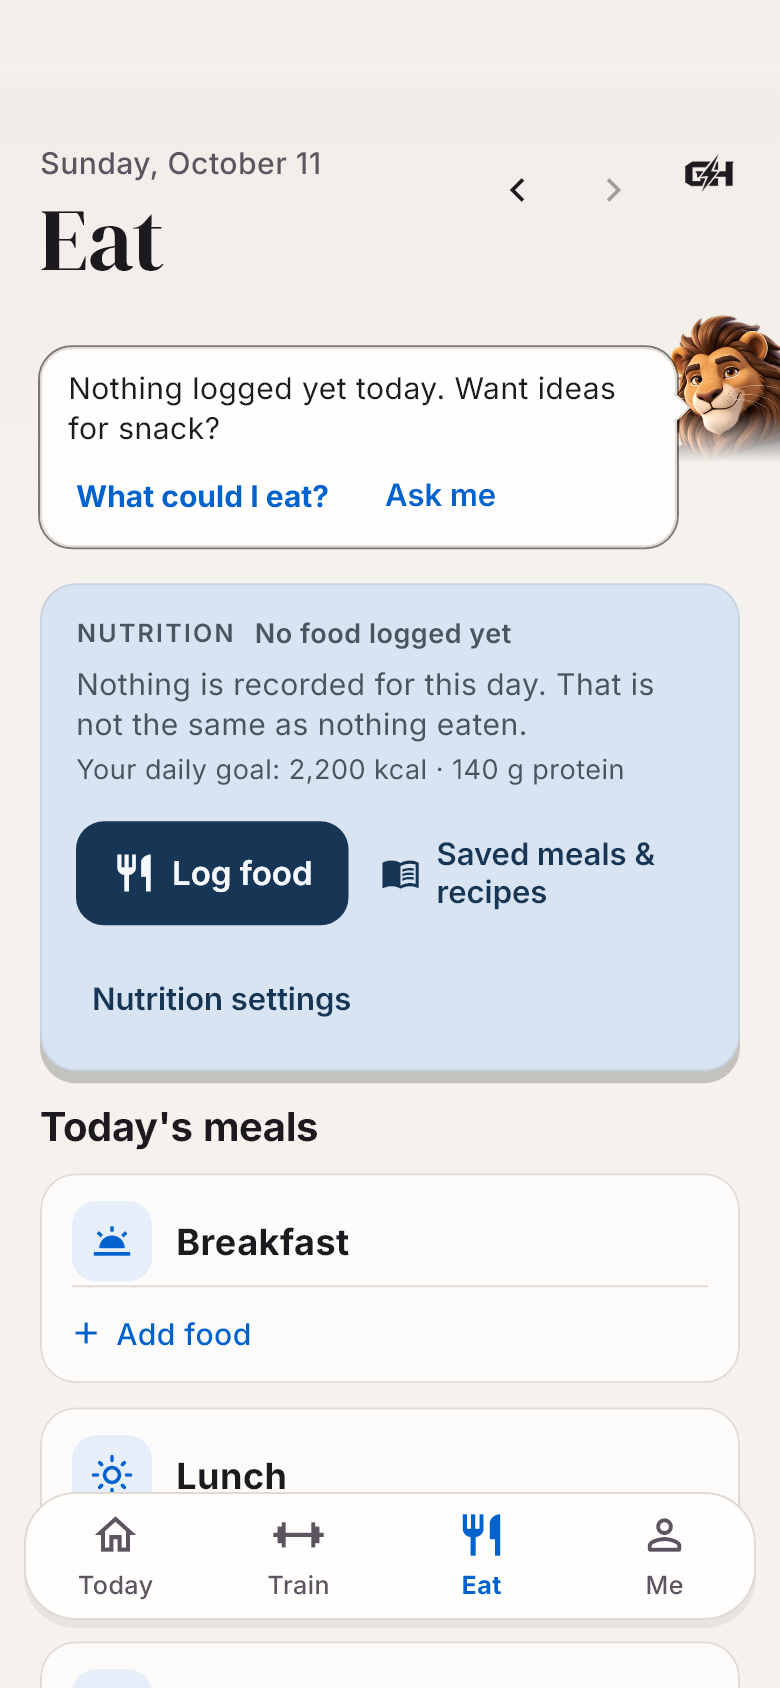 Sunday, October 11
GH
Eat
Nothing logged yet today. Want ideas
for snack?
What could I eat? Ask me
NUTRITION No food logged yet
Nothing is recorded for this day. That is
not the same as nothing eaten.
Your daily goal: 2,200 kcal · 140 g protein
Log food
Saved meals &
recipes
Nutrition settings
Today's meals
Breakfast
+ Add food
Lunch
Today Train Eat Me